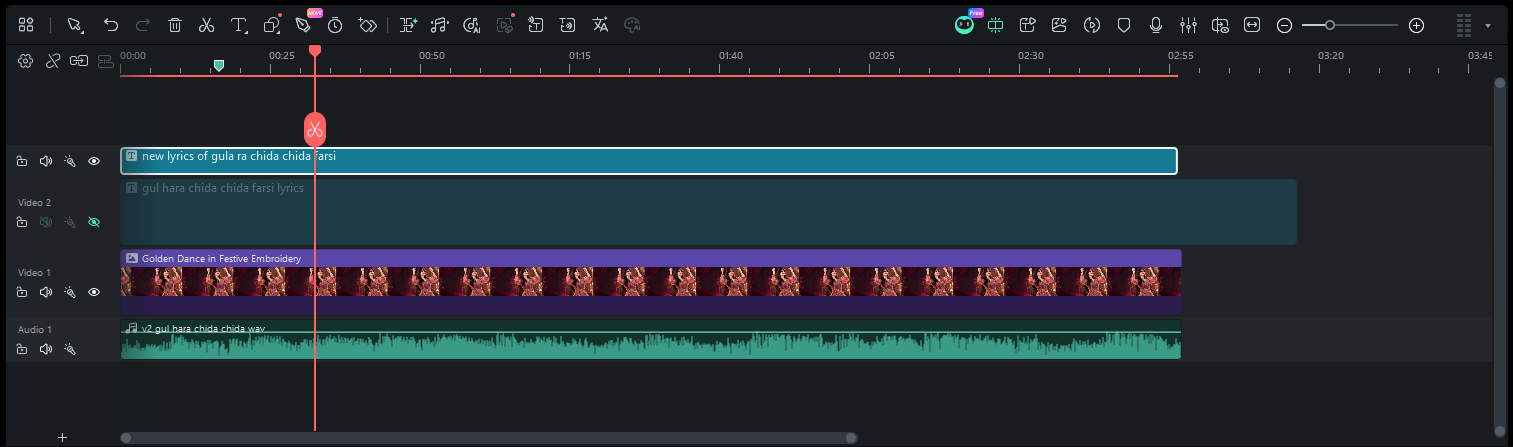 MOVE
Free
00:00 00:25 00:50 01:15 01:40 02:05 02:30 02:55 03:20 03:45
new lyrics of gula ra chida chida farsi
gul hara chida chida farsi lyrics
Video 2
Golden Dance in Festive Embroidery
Video 1
v2 gul hara chida chida wav
Audio 1